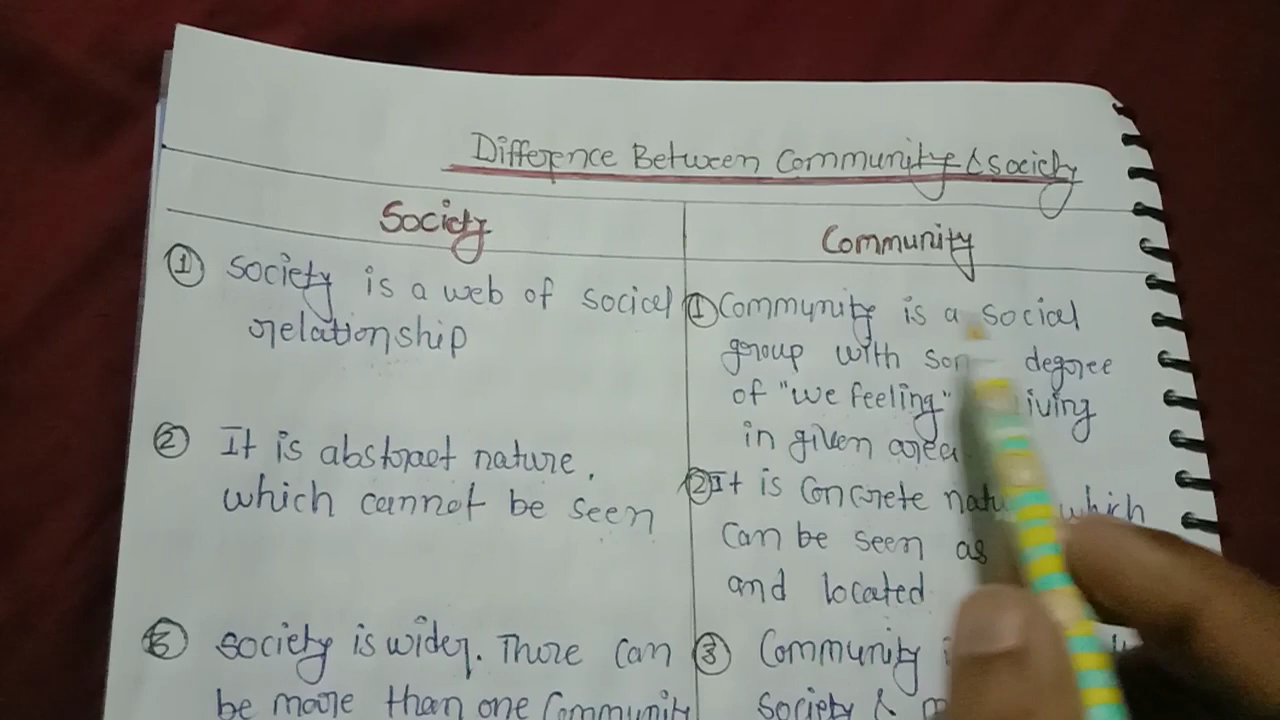 Difference Between Community & Society
Society
Community
① Society is a web of social
relationship
① Community is a social
group with degree
of "we feeling"
in given area
② It is abstract nature.
which cannot be seen
② It is Concrete which
can be seen as
and located
③ Society is wider. There can
be more than one Community
③ Community
Society &